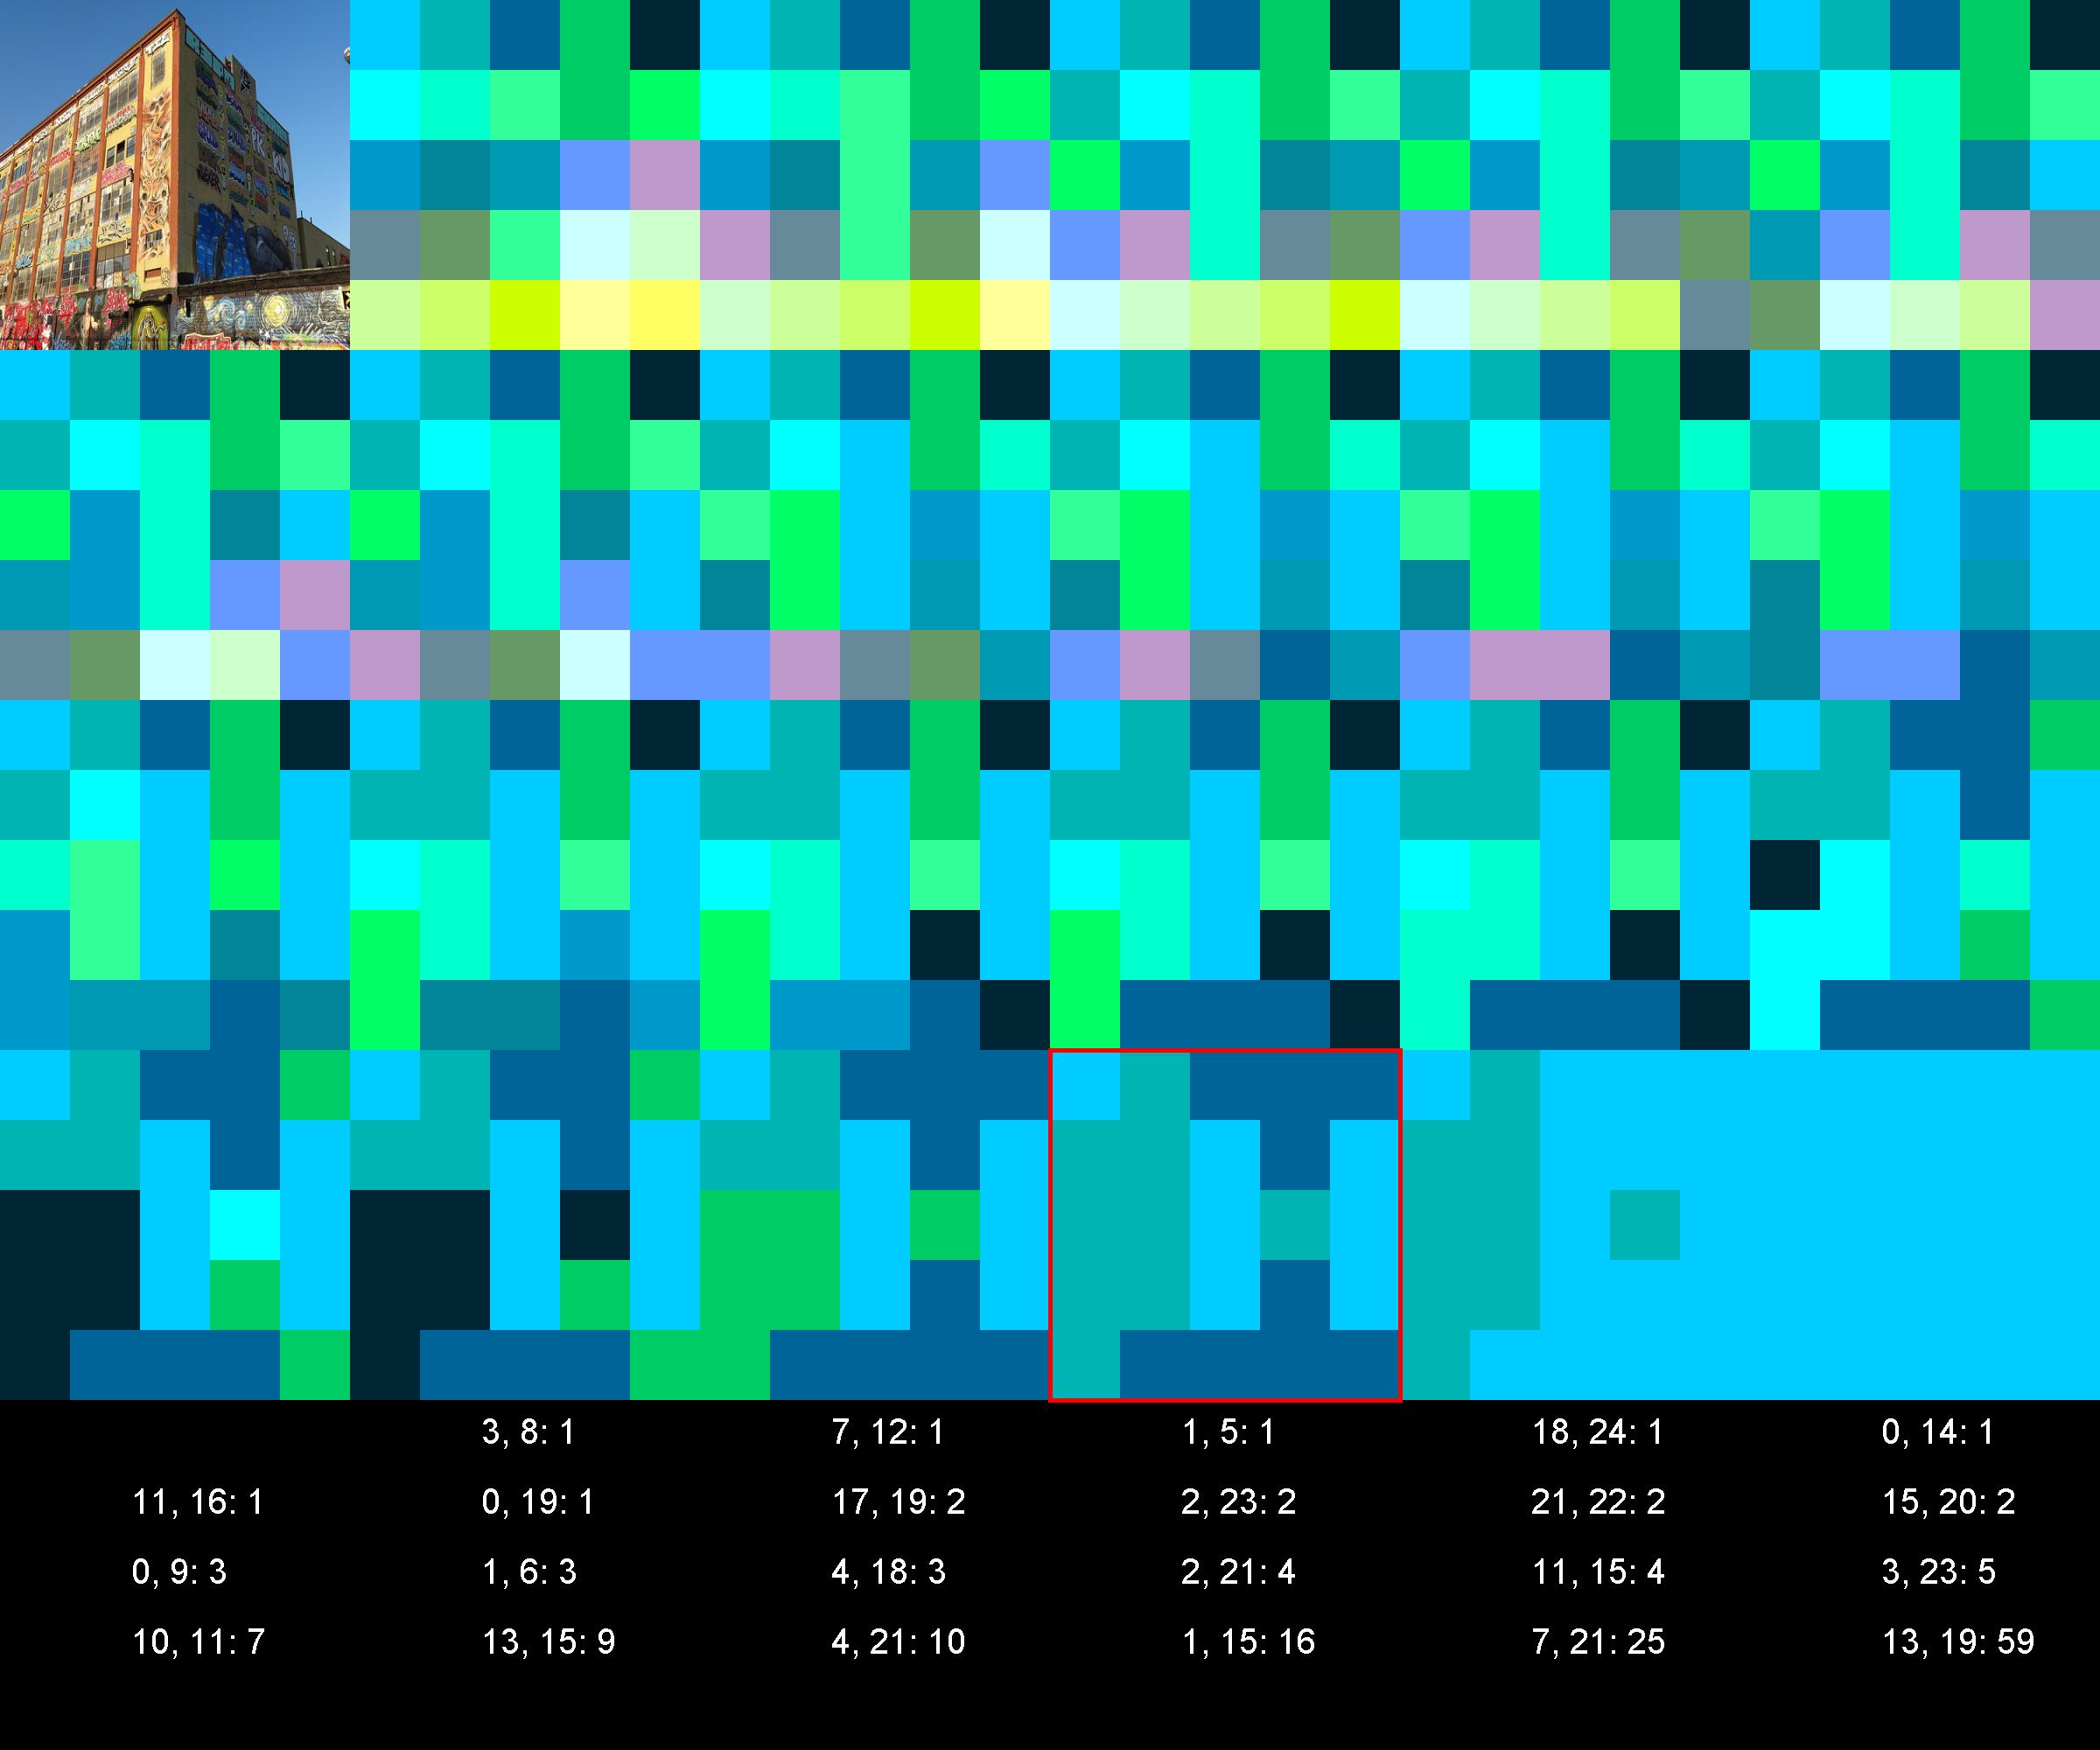 3, 8: 1 7, 12: 1 1, 5: 1 18, 24: 1 0, 14: 1
11, 16: 1 0, 19: 1 17, 19: 2 2, 23: 2 21, 22: 2 15, 20: 2
0, 9: 3 1, 6: 3 4, 18: 3 2, 21: 4 11, 15: 4 3, 23: 5
10, 11: 7 13, 15: 9 4, 21: 10 1, 15: 16 7, 21: 25 13, 19: 59